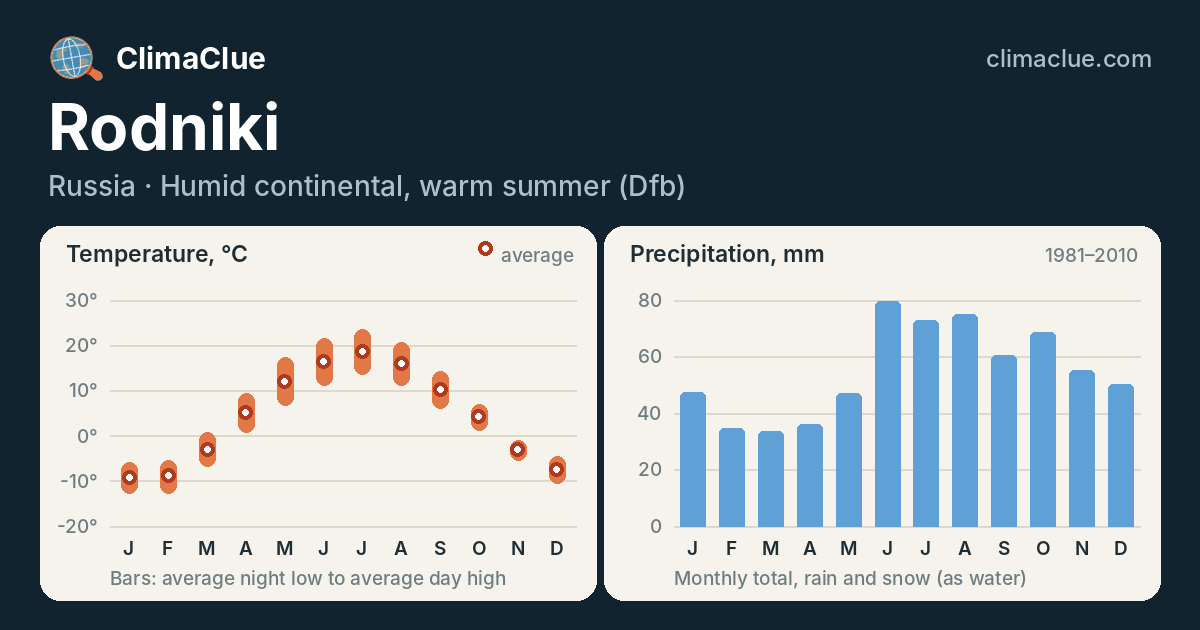 ClimaClue
climaclue.com
Rodniki
Russia · Humid continental, warm summer (Dfb)
Temperature, °C
average
30°
20°
10°
0°
-10°
-20°
J F M A M J J A S O N D
Bars: average night low to average day high
Precipitation, mm
1981–2010
80
60
40
20
0
J F M A M J J A S O N D
Monthly total, rain and snow (as water)